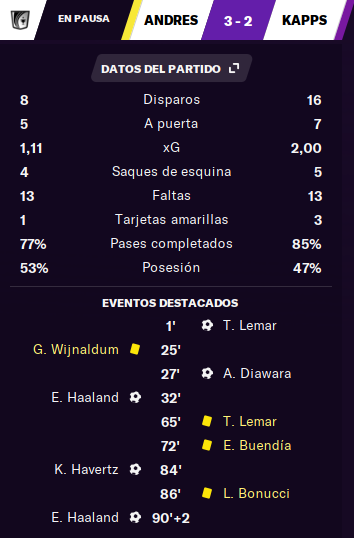 EN PAUSA ANDRES 3 - 2 KAPPS
DATOS DEL PARTIDO
8 Disparos 16
5 A puerta 7
1,11 xG 2,00
4 Saques de esquina 5
13 Faltas 13
1 Tarjetas amarillas 3
77% Pases completados 85%
53% Posesión 47%
EVENTOS DESTACADOS
1' T. Lemar
G. Wijnaldum 25'
27' A. Diawara
E. Haaland 32'
65' T. Lemar
72' E. Buendía
K. Havertz 84'
86' L. Bonucci
E. Haaland 90'+2